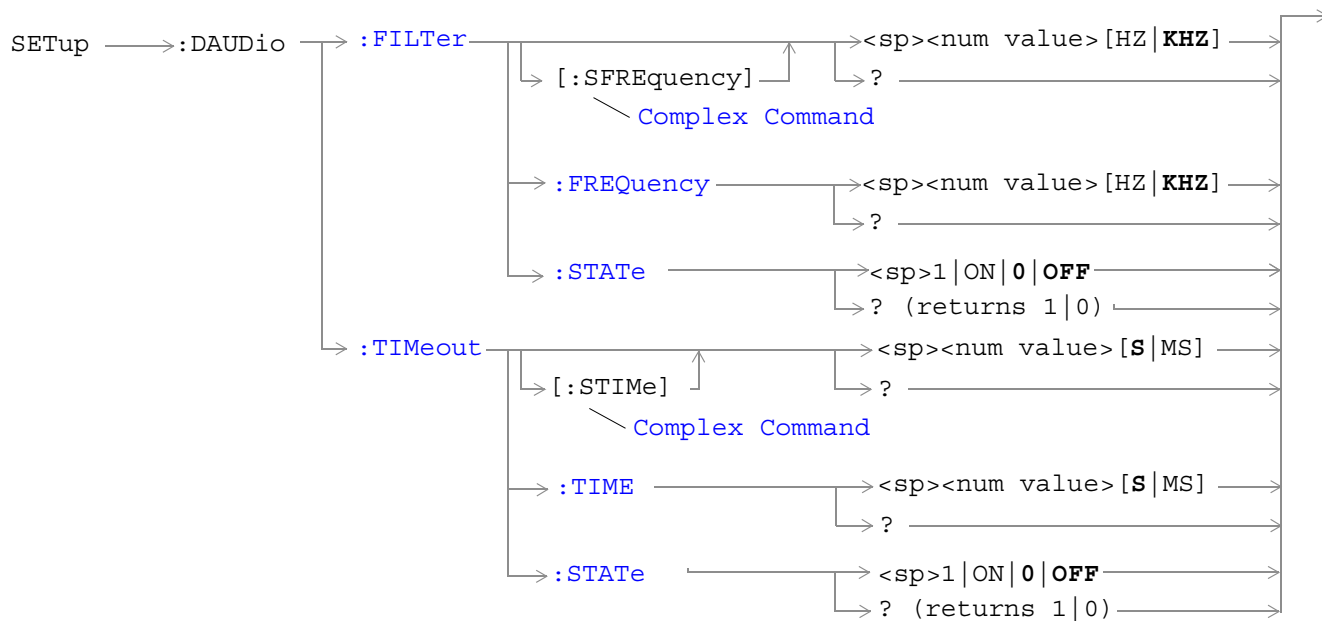 SETup :DAUDio :FILTer <sp><num value>[HZ|KHZ]
[:SFREquency] ?
Complex Command
:FREQuency <sp><num value>[HZ|KHZ]
?
:STATe <sp>1|ON|0|OFF
? (returns 1|0)
:TIMeout <sp><num value>[S|MS]
[:STIMe] ?
Complex Command
:TIME <sp><num value>[S|MS]
?
:STATe <sp>1|ON|0|OFF
? (returns 1|0)